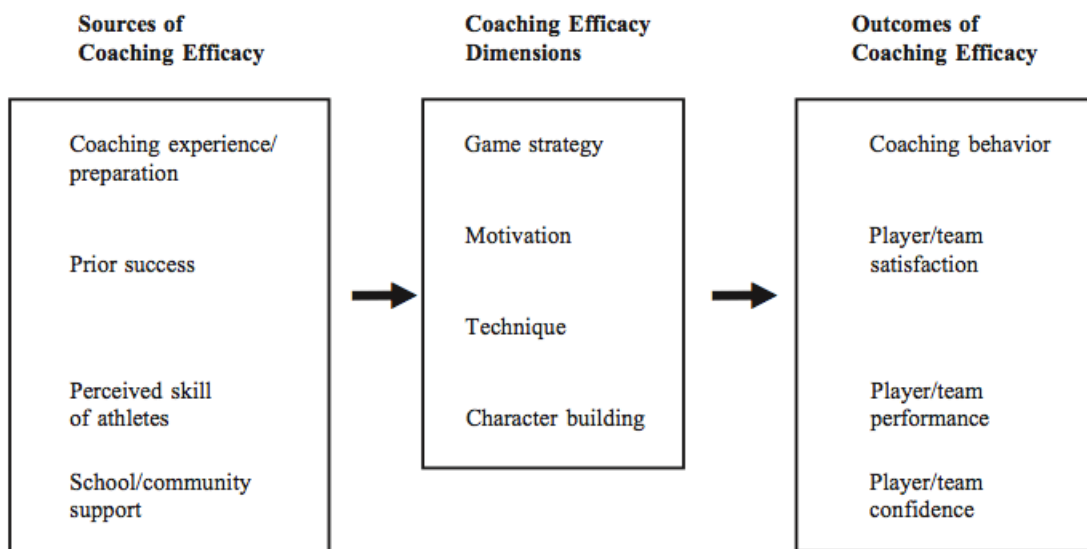 Sources of
Coaching Efficacy
Coaching experience/
preparation
Prior success
Perceived skill
of athletes
School/community
support
Coaching Efficacy
Dimensions
Game strategy
Motivation
Technique
Character building
Outcomes of
Coaching Efficacy
Coaching behavior
Player/team
satisfaction
Player/team
performance
Player/team
confidence